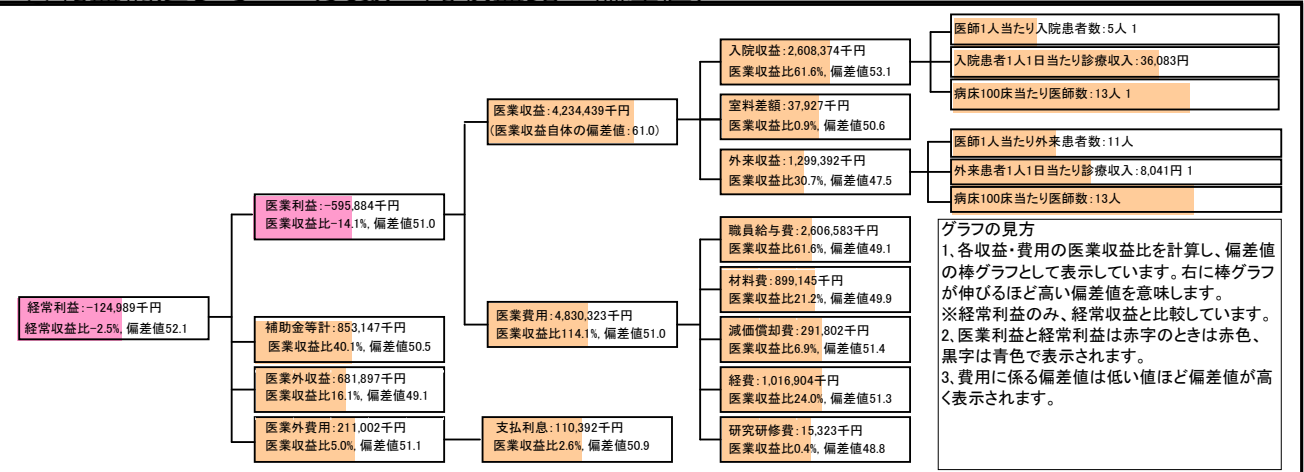 経常利益:-124,989千円
経常収益比-2.5%, 偏差値52.1
医業利益:-595,884千円
医業収益比-14.1%, 偏差値51.0
補助金等計:853,147千円
医業収益比40.1%, 偏差値50.5
医業外収益:681,897千円
医業収益比16.1%, 偏差値49.1
医業外費用:211,002千円
医業収益比5.0%, 偏差値51.1
医業収益:4,234,439千円
(医業収益自体の偏差値:61.0)
医業費用:4,830,323千円
医業収益比114.1%, 偏差値51.0
支払利息:110,392千円
医業収益比2.6%, 偏差値50.9
入院収益:2,608,374千円
医業収益比61.6%, 偏差値53.1
室料差額:37,927千円
医業収益比0.9%, 偏差値50.6
外来収益:1,299,392千円
医業収益比30.7%, 偏差値47.5
職員給与費:2,606,583千円
医業収益比61.6%, 偏差値49.1
材料費:899,145千円
医業収益比21.2%, 偏差値49.9
減価償却費:291,802千円
医業収益比6.9%, 偏差値51.4
経費:1,016,904千円
医業収益比24.0%, 偏差値51.3
研究研修費:15,323千円
医業収益比0.4%, 偏差値48.8
医師1人当たり入院患者数:5人 1
入院患者1人1日当たり診療収入:36,083円
病床100床当たり医師数:13人 1
医師1人当たり外来患者数:11人
外来患者1人1日当たり診療収入:8,041円 1
病床100床当たり医師数:13人
グラフの見方
1、各収益・費用の医業収益比を計算し、偏差値
の棒グラフとして表示しています。右に棒グラフ
が伸びるほど高い偏差値を意味します。
※経常利益のみ、経常収益と比較しています。
2、医業利益と経常利益は赤字のときは赤色、
黒字は青色で表示されます。
3、費用に係る偏差値は低い値ほど偏差値が高
く表示されます。